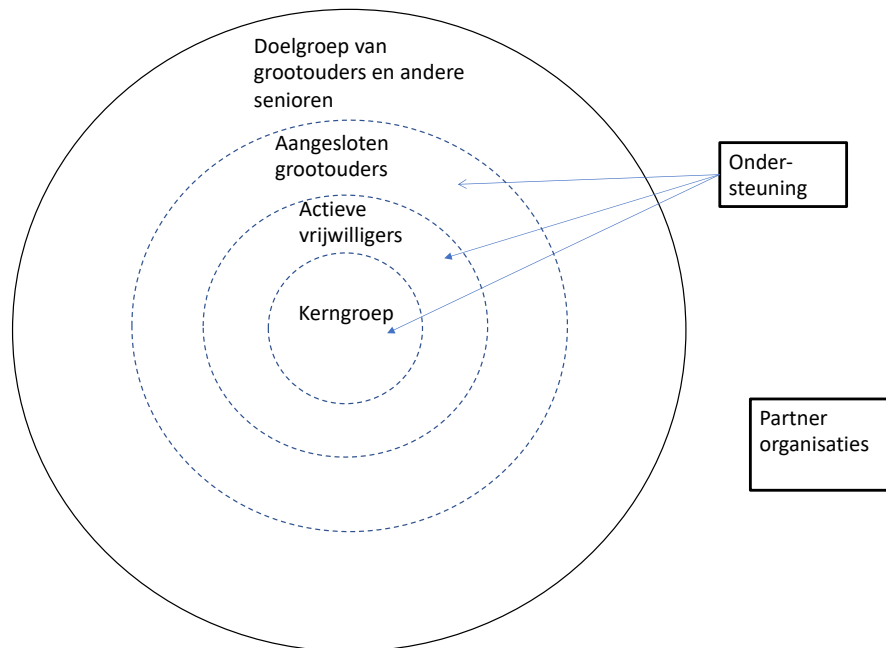 Doelgroep van
grootouders en andere
senioren
Aangesloten
grootouders
Actieve
vrijwilligers
Kerngroep
Onder-
steuning
Partner
organisaties